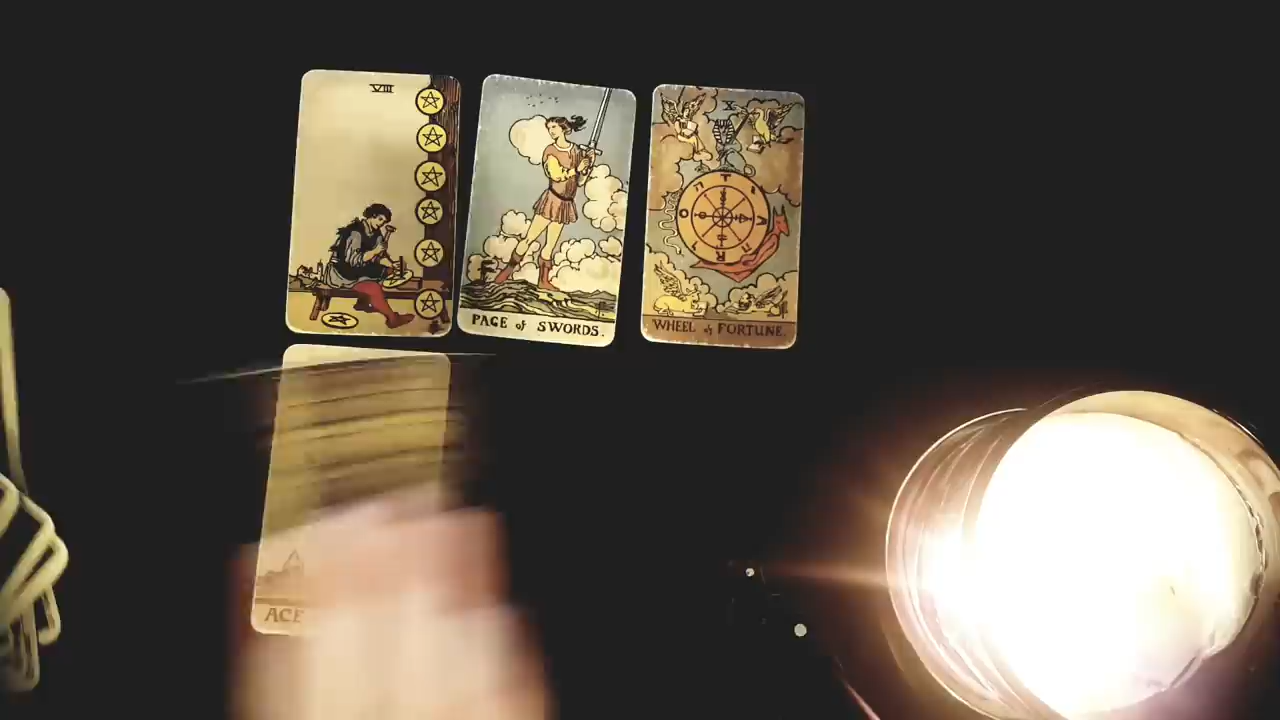 VIII
PAGE of SWORDS.
X
T A R O
WHEEL of FORTUNE.
ACE